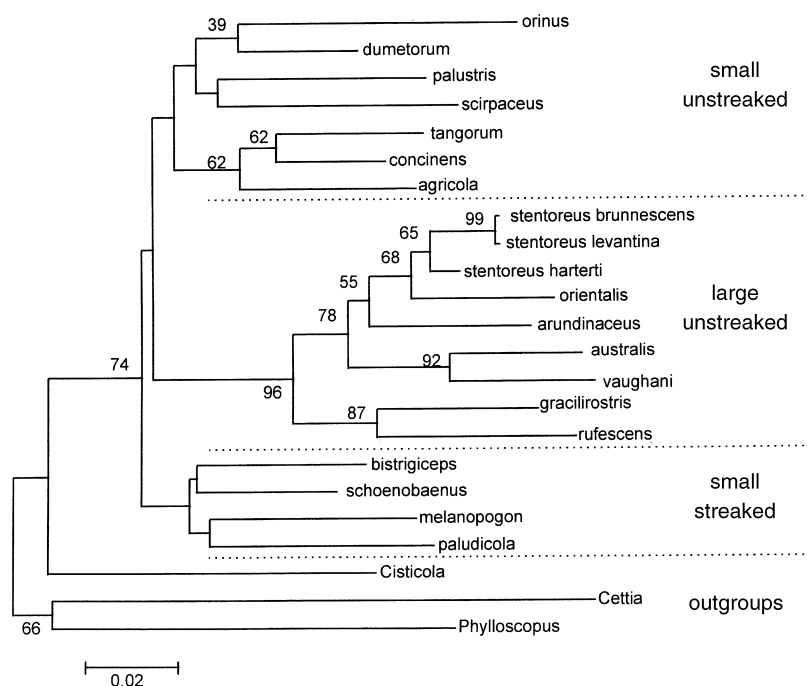 39
orinus
dumetorum
palustris
scirpaceus
small
unstreaked
62
tangorum
62
concinens
agricola
99
stentoreus brunnescens
65
stentoreus levantina
68
stentoreus harterti
55
orientalis
large
unstreaked
78
arundinaceus
92
australis
vaughani
74
96
87
gracilirostris
rufescens
bistrigiceps
schoenobaenus
small
streaked
melanopogon
paludicola
Cisticola
Cettia
outgroups
66
Phylloscopus
0.02